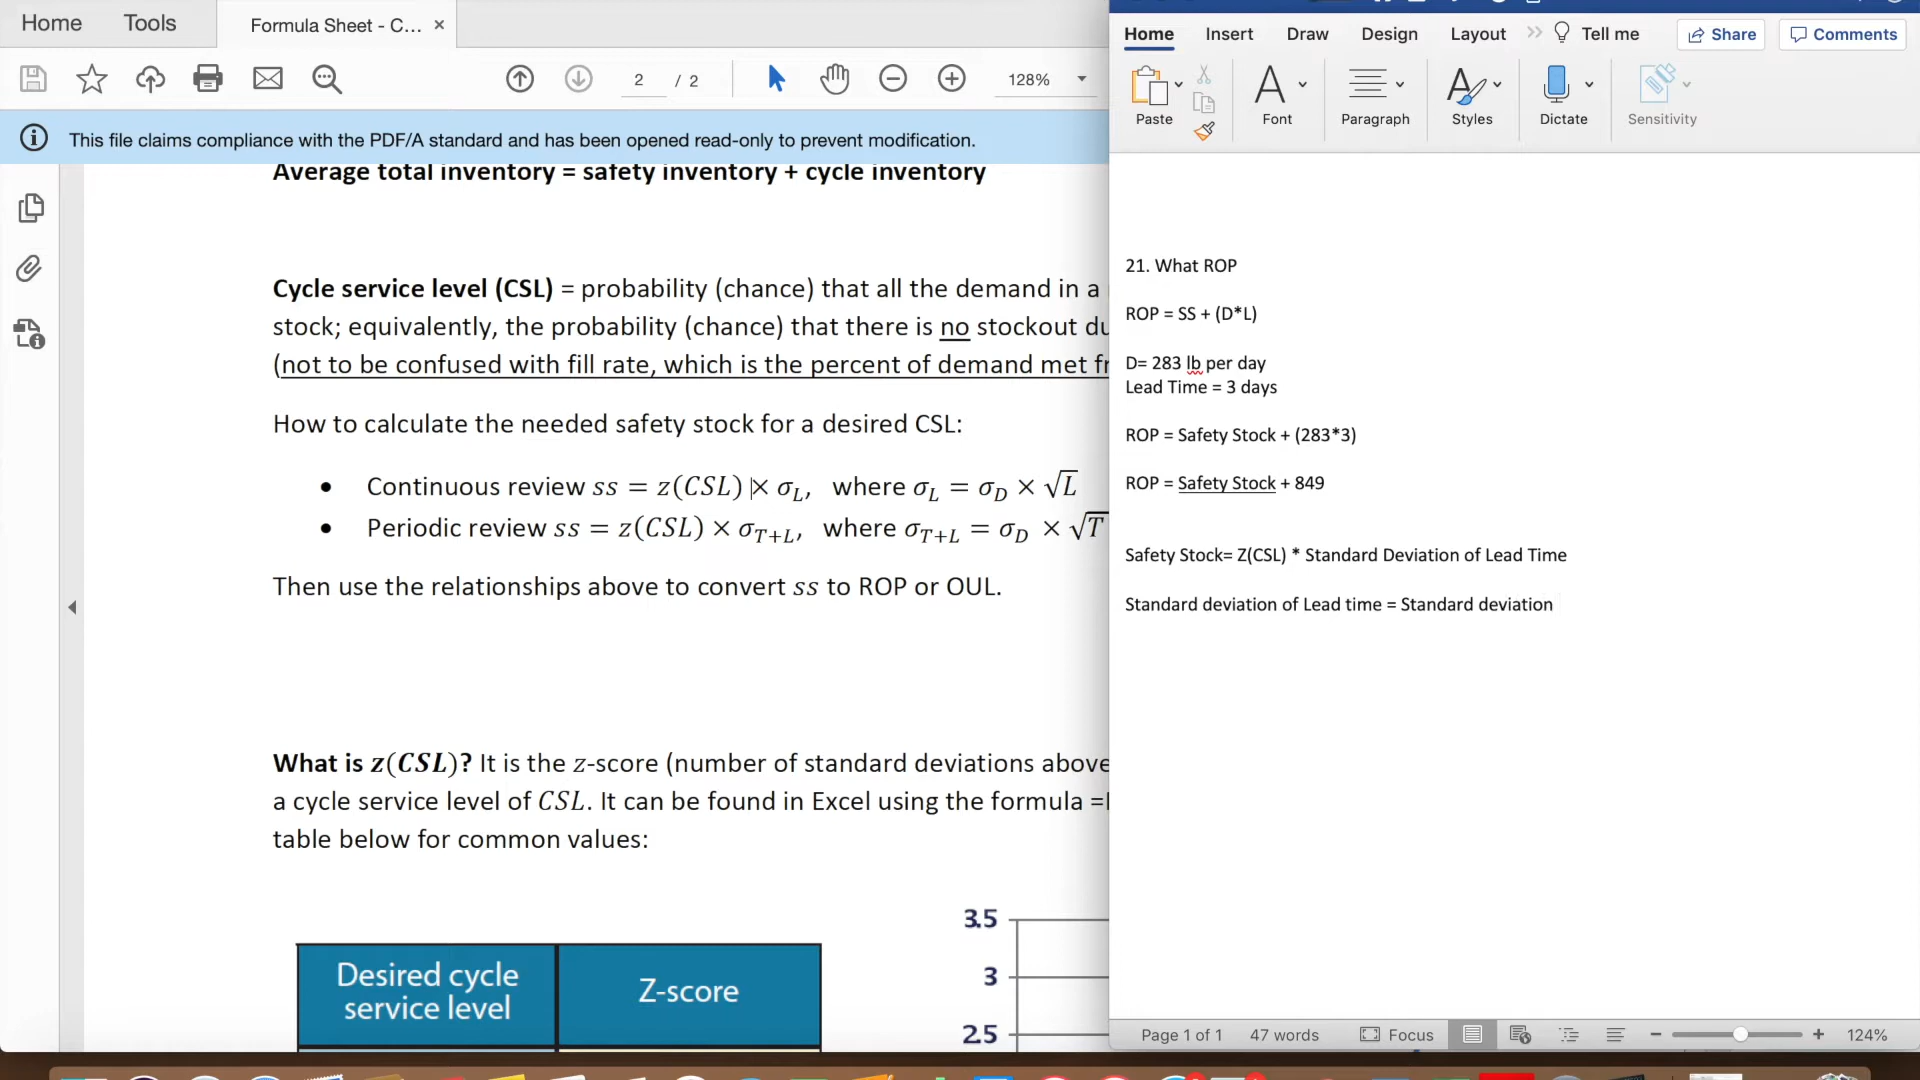 Home
Tools
Formula Sheet - C...
2
/ 2
128%
This file claims compliance with the PDF/A standard and has been opened read-only to prevent modification.
Average total inventory = safety inventory + cycle inventory
Cycle service level (CSL) = probability (chance) that all the demand in a
stock; equivalently, the probability (chance) that there is no stockout du
(not to be confused with fill rate, which is the percent of demand met fr
How to calculate the needed safety stock for a desired CSL:
• Continuous review ss = z(CSL) × σL, where σL = σD × √L
• Periodic review ss = z(CSL) × σT+L, where σT+L = σD × √T
Then use the relationships above to convert ss to ROP or OUL.
What is z(CSL)? It is the z-score (number of standard deviations above
a cycle service level of CSL. It can be found in Excel using the formula =
table below for common values:
Desired cycle
service level
Z-score
3.5
3
2.5
Home
Insert
Draw
Design
Layout
Tell me
Share
Comments
Paste
Font
Paragraph
Styles
Dictate
Sensitivity
21. What ROP
ROP = SS + (D*L)
D= 283 lb per day
Lead Time = 3 days
ROP = Safety Stock + (283*3)
ROP = Safety Stock + 849
Safety Stock= Z(CSL) * Standard Deviation of Lead Time
Standard deviation of Lead time = Standard deviation
Page 1 of 1
47 words
Focus
124%